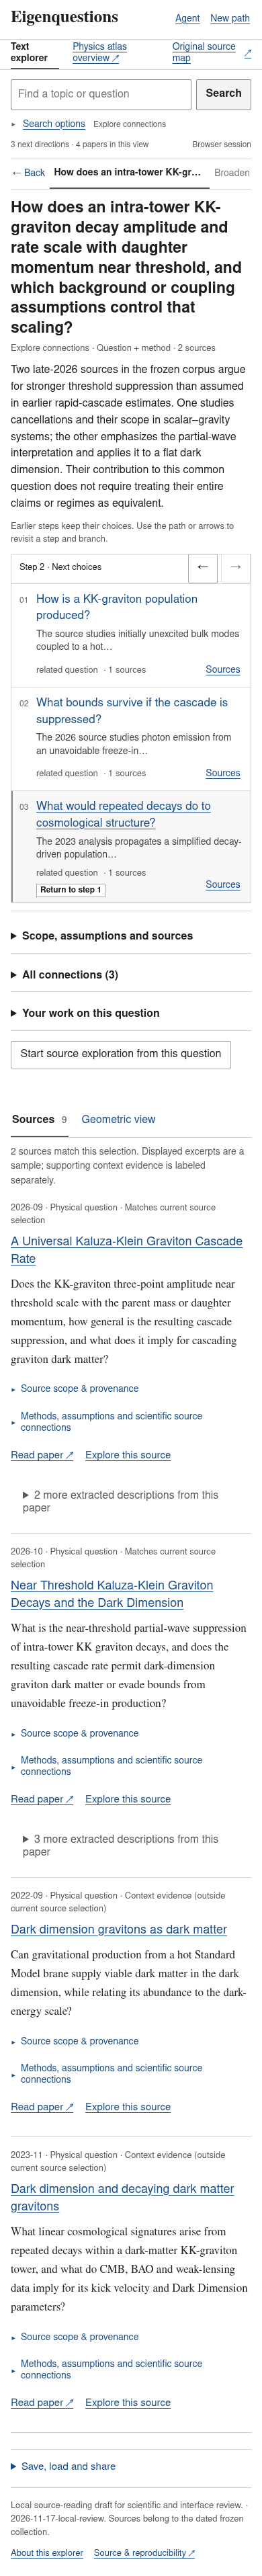 Eigenquestions
Agent New path
Text explorer
Physics atlas overview ↗
Original source map ↗
Find a topic or question
Search
▸ Search options Explore connections
3 next directions · 4 papers in this view Browser session
← Back How does an intra-tower KK-gr… Broaden
How does an intra-tower KK-
graviton decay amplitude and
rate scale with daughter
momentum near threshold, and
which background or coupling
assumptions control that
scaling?
Explore connections · Question + method · 2 sources
Two late-2026 sources in the frozen corpus argue
for stronger threshold suppression than assumed
in earlier rapid-cascade estimates. One studies
cancellations and their scope in scalar–gravity
systems; the other emphasizes the partial-wave
interpretation and applies it to a flat dark
dimension. Their contribution to this common
question does not require treating their entire
claims or regimes as equivalent.
Earlier steps keep their choices. Use the path or arrows to
revisit a step and branch.
Step 2 · Next choices ← →
01 How is a KK-graviton population
produced?
The source studies initially unexcited bulk modes
coupled to a hot…
related question · 1 sources Sources
02 What bounds survive if the cascade is
suppressed?
The 2026 source studies photon emission from
an unavoidable freeze-in…
related question · 1 sources Sources
03 What would repeated decays do to
cosmological structure?
The 2023 analysis propagates a simplified decay-
driven population…
related question · 1 sources
Return to step 1 Sources
▸ Scope, assumptions and sources
▸ All connections (3)
▸ Your work on this question
Start source exploration from this question
Sources 9 Geometric view
2 sources match this selection. Displayed excerpts are a
sample; supporting context evidence is labeled
separately.
2026-09 · Physical question · Matches current source
selection
A Universal Kaluza-Klein Graviton Cascade
Rate
Does the KK-graviton three-point amplitude near
threshold scale with the parent mass or daughter
momentum, how general is the resulting cascade
suppression, and what does it imply for cascading
graviton dark matter?
▸ Source scope & provenance
▸ Methods, assumptions and scientific source
connections
Read paper ↗ Explore this source
▸ 2 more extracted descriptions from this
paper
2026-10 · Physical question · Matches current source
selection
Near Threshold Kaluza-Klein Graviton
Decays and the Dark Dimension
What is the near-threshold partial-wave suppression
of intra-tower KK graviton decays, and does the
resulting cascade rate permit dark-dimension
graviton dark matter or evade bounds from
unavoidable freeze-in production?
▸ Source scope & provenance
▸ Methods, assumptions and scientific source
connections
Read paper ↗ Explore this source
▸ 3 more extracted descriptions from this
paper
2022-09 · Physical question · Context evidence (outside
current source selection)
Dark dimension gravitons as dark matter
Can gravitational production from a hot Standard
Model brane supply viable dark matter in the dark
dimension, while relating its abundance to the dark-
energy scale?
▸ Source scope & provenance
▸ Methods, assumptions and scientific source
connections
Read paper ↗ Explore this source
2023-11 · Physical question · Context evidence (outside
current source selection)
Dark dimension and decaying dark matter
gravitons
What linear cosmological signatures arise from
repeated decays within a dark-matter KK-graviton
tower, and what do CMB, BAO and weak-lensing
data imply for its kick velocity and Dark Dimension
parameters?
▸ Source scope & provenance
▸ Methods, assumptions and scientific source
connections
Read paper ↗ Explore this source
▸ Save, load and share
Local source-reading draft for scientific and interface review. ·
2026-11-17-local-review. Sources belong to the dated frozen
collection.
About this explorer Source & reproducibility ↗